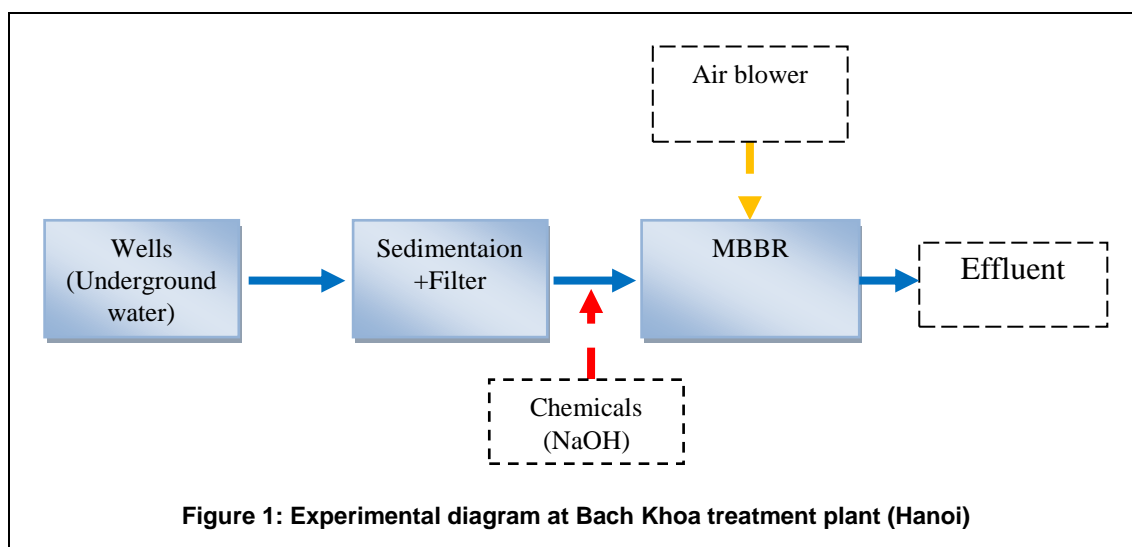 Air blower
Wells
(Underground
water)
Sedimentaion
+Filter
MBBR
Effluent
Chemicals
(NaOH)
Figure 1: Experimental diagram at Bach Khoa treatment plant (Hanoi)